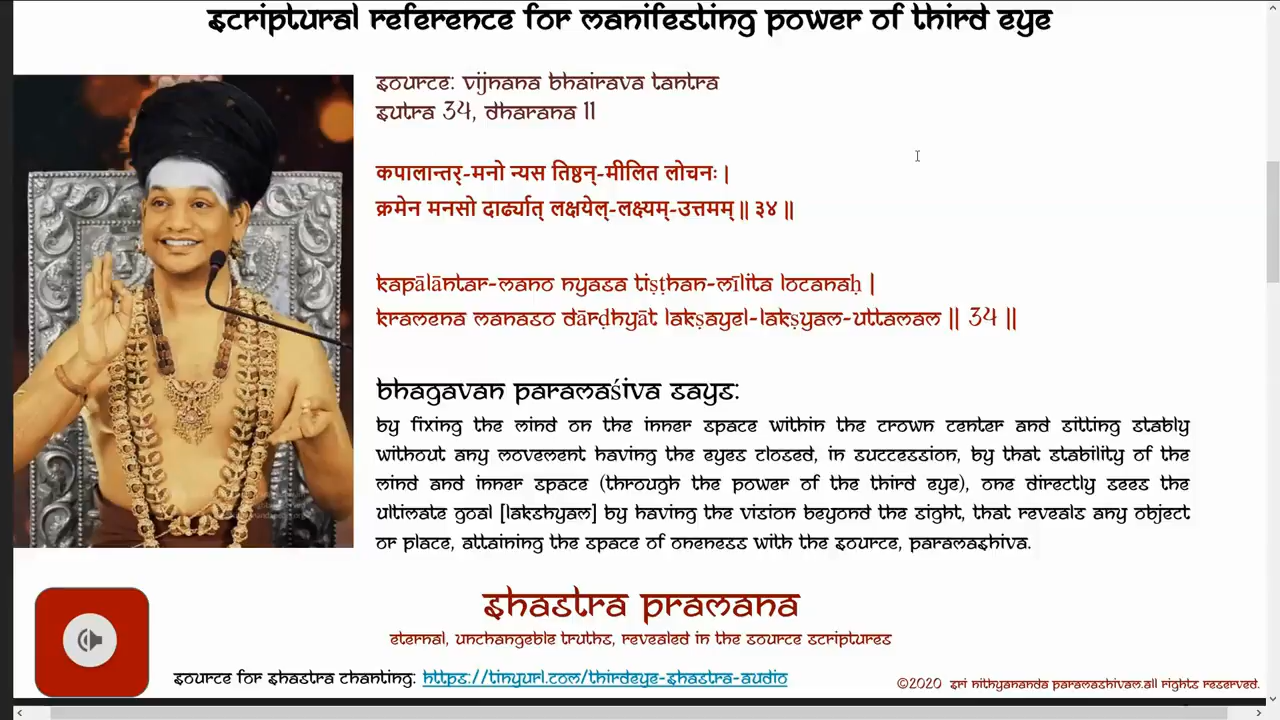 scriptural reference for manifesting power of third eye
source: vijnana bhairava tantra
sutra 34, dharana 11
कपालान्तर्-मनो न्यस तिष्ठन्-मीलित लोचनः |
क्रमेन मनसो दार्ढ्यात् लक्षयेल्-लक्ष्यम्-उत्तमम् || ३४ ||
kapālāntar-mano nyasa tiṣṭhan-mīlita locanaḥ |
kramena manaso dārḍhyāt lakṣayel-lakṣyam-uttamam || 34 ||
bhagavan paramaśiva says:
by fixing the mind on the inner space within the crown center and sitting stably
without any movement having the eyes closed, in succession, by that stability of the
mind and inner space (through the power of the third eye), one directly sees the
ultimate goal [lakshyam] by having the vision beyond the sight, that reveals any object
or place, attaining the space of oneness with the source, paramashiva.
shastra pramana
eternal, unchangeble truths, revealed in the source scriptures
source for shastra chanting: https://tinyurl.com/thirdeye-shastra-audio
©2020 sri nithyananda paramashivam.all rights reserved.